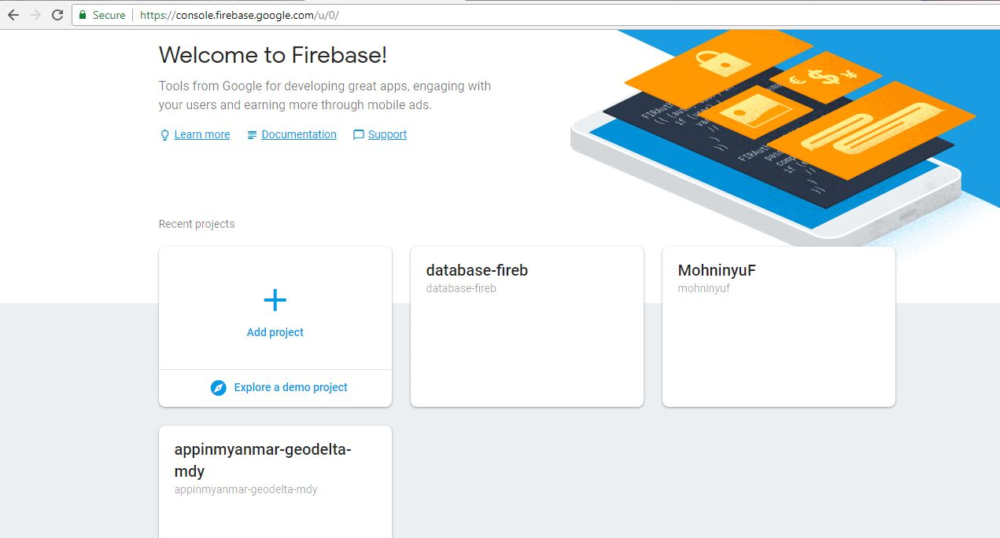 Secure
https://console.firebase.google.com/u/0/
Welcome to Firebase!
Tools from Google for developing great apps, engaging with
your users and earning more through mobile ads.
Learn more
Documentation
Support
Recent projects
Add project
Explore a demo project
database-fireb
database-fireb
MohninyuF
mohninyuf
appinmyanmar-geodelta-
mdy
appinmyanmar-geodelta-mdy